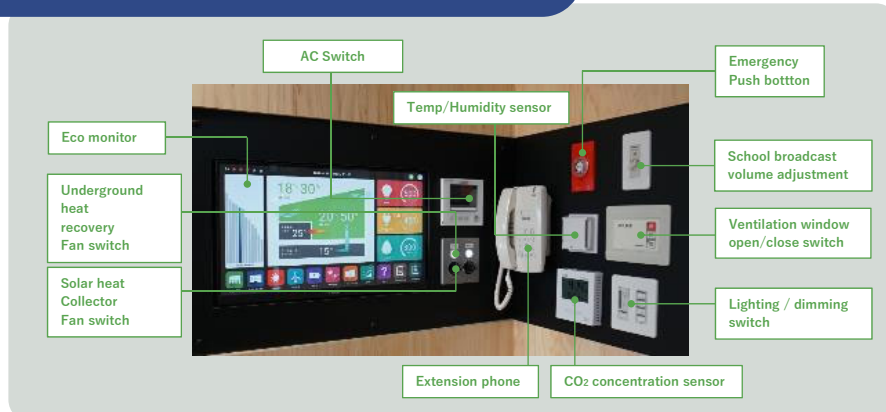 AC Switch
Emergency
Push bottton
Temp/Humidity sensor
Eco monitor
School broadcast
volume adjustment
Underground
heat
recovery
Fan switch
Ventilation window
open/close switch
Solar heat
Collector
Fan switch
Lighting / dimming
switch
Extension phone
CO2 concentration sensor
18°30'
20°50'
25°
15°